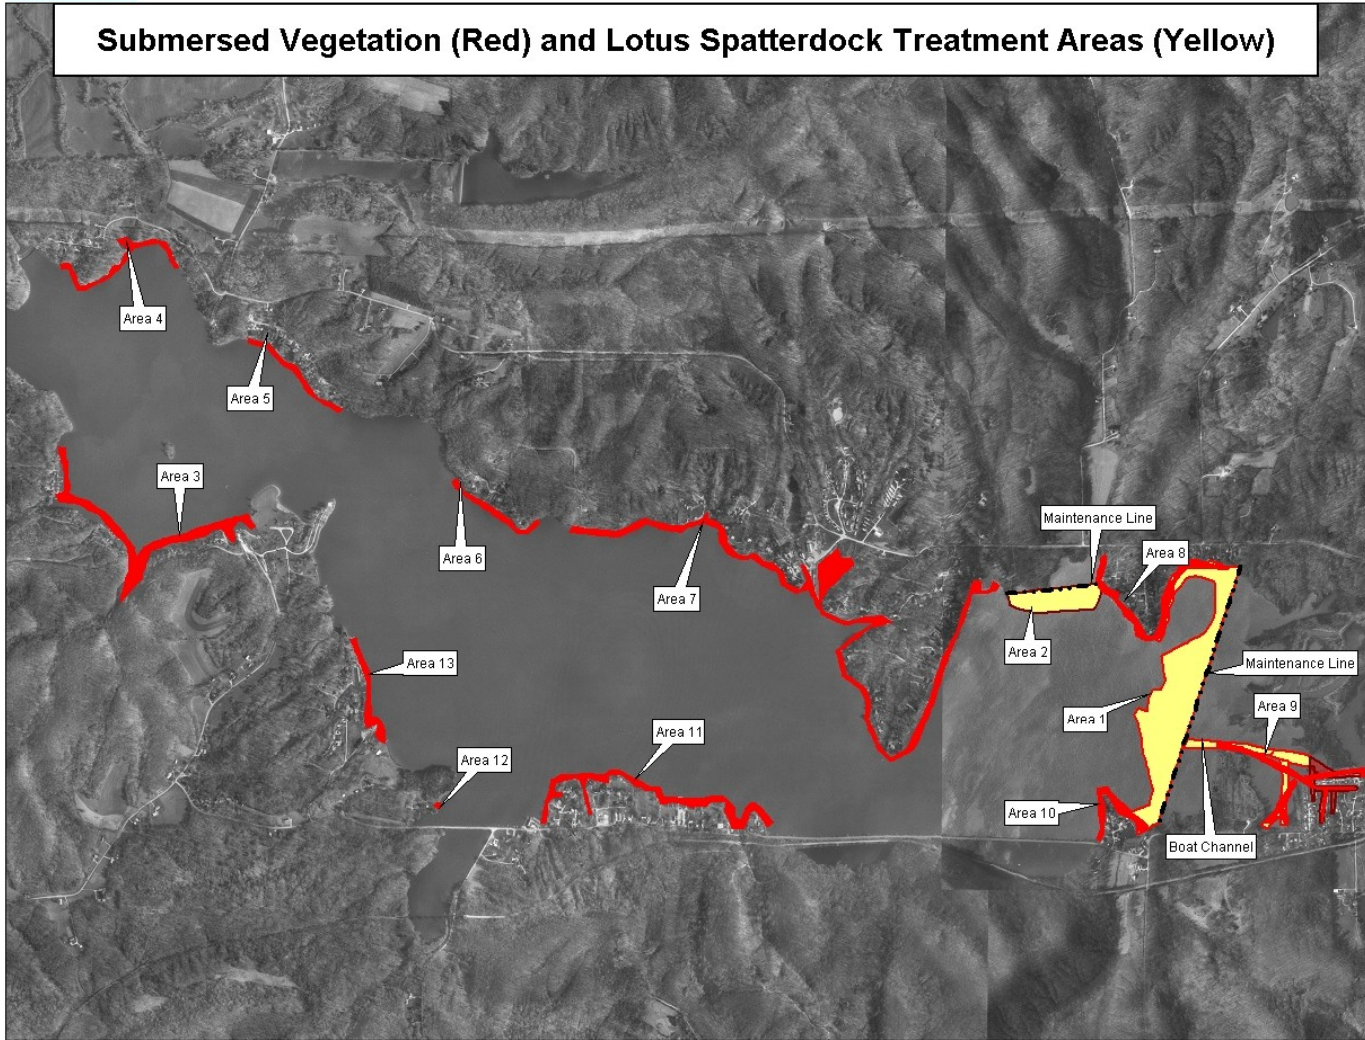 Submersed Vegetation (Red) and Lotus Spatterdock Treatment Areas (Yellow)
Area 4
Area 5
Area 3
Maintenance Line
Area 8
Area 6
Area 7
Area 2
Area 13
Maintenance Line
Area 9
Area 1
Area 11
Area 12
Area 10
Boat Channel